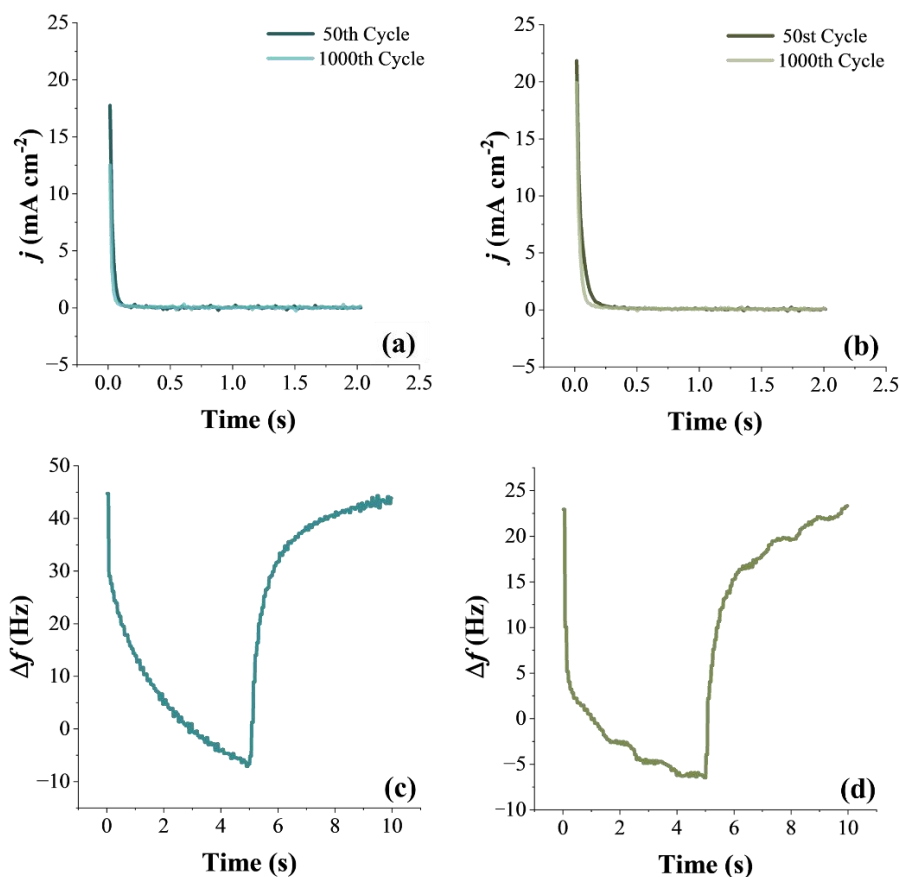 25
20
15
10
5
0
−5
j (mA cm-2)
50th Cycle
1000th Cycle
(a)
0.0 0.5 1.0 1.5 2.0 2.5
Time (s)
25
20
15
10
5
0
−5
j (mA cm-2)
50st Cycle
1000th Cycle
(b)
0.0 0.5 1.0 1.5 2.0 2.5
Time (s)
50
40
30
20
10
0
−10
Δf (Hz)
(c)
0 2 4 6 8 10
Time (s)
25
20
15
10
5
0
−5
−10
Δf (Hz)
(d)
0 2 4 6 8 10
Time (s)